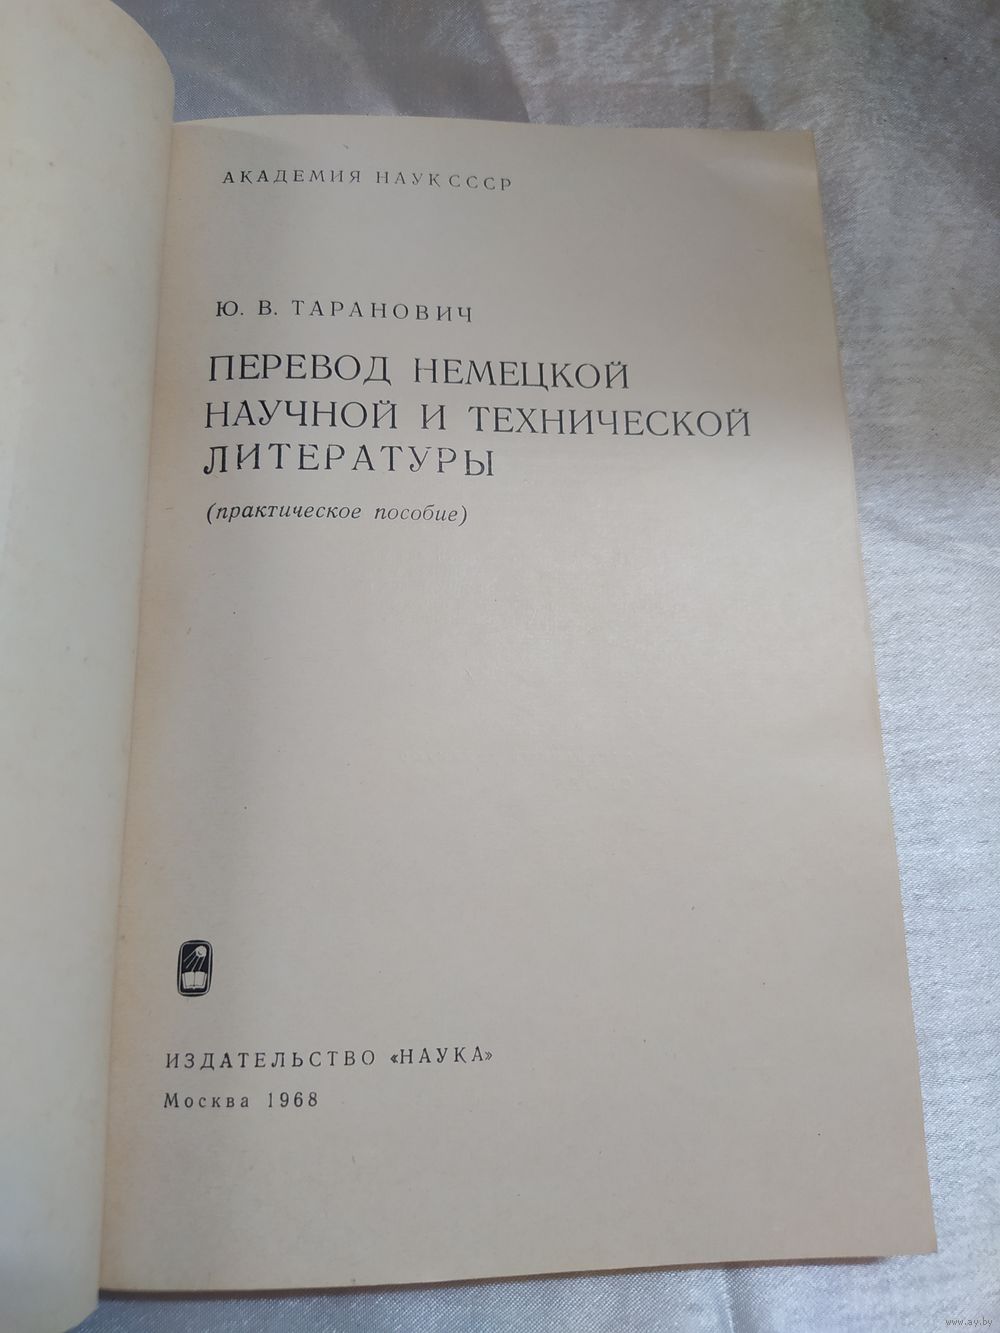 АКАДЕМИЯ НАУК СССР
Ю. В. ТАРАНОВИЧ
ПЕРЕВОД НЕМЕЦКОЙ
НАУЧНОЙ И ТЕХНИЧЕСКОЙ
ЛИТЕРАТУРЫ
(практическое пособие)
ИЗДАТЕЛЬСТВО «НАУКА»
Москва 1968
www.ay.by